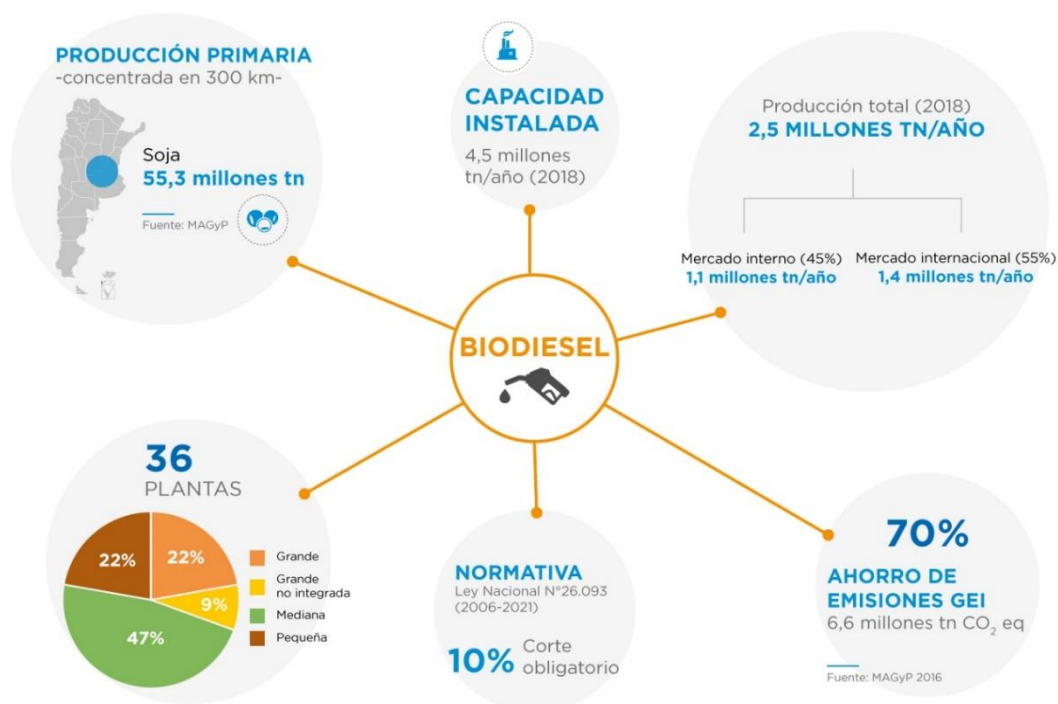 PRODUCCIÓN PRIMARIA
-concentrada en 300 km-
Soja
55,3 millones tn
Fuente: MAGyP
CAPACIDAD
INSTALADA
4,5 millones
tn/año (2018)
Producción total (2018)
2,5 MILLONES TN/AÑO
Mercado interno (45%)
1,1 millones tn/año
Mercado internacional (55%)
1,4 millones tn/año
BIODIESEL
36
PLANTAS
22%
22%
9%
47%
Grande
Grande
no integrada
Mediana
Pequeña
NORMATIVA
Ley Nacional N°26.093
(2006-2021)
10% Corte
obligatorio
70%
AHORRO DE
EMISIONES GEI
6,6 millones tn CO₂ eq
Fuente: MAGyP 2016